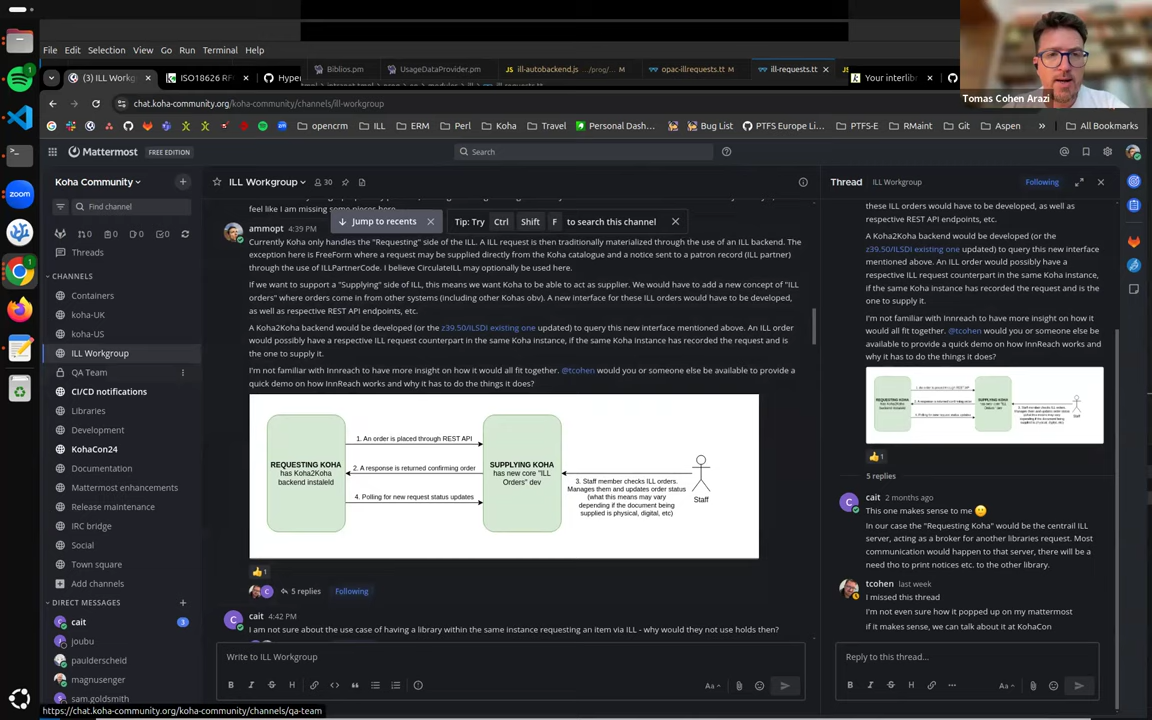 File Edit Selection View Go Run Terminal Help
Tomas Cohen Arazi
(3) ILL Workg
ISO18626 RF
Hyper
Biblios.pm
UsageDataProvider.pm
ill-autobackend.js .../prog/... M
opac-illrequests.tt M
ill-requests.tt
Your interlib
chat.koha-community.org/koha-community/channels/ill-workgroup
opencrm ILL ERM Perl Koha Travel Personal Dash... Bug List PTFS Europe Li... PTFS-E RMaint Git Aspen » All Bookmarks
Mattermost FREE EDITION
Search
Koha Community
Find channel
0 0 0 0
Threads
CHANNELS
Containers
koha-UK
koha-US
ILL Workgroup
QA Team
CI/CD notifications
Libraries
Development
KohaCon24
Documentation
Mattermost enhancements
Release maintenance
IRC bridge
Social
Town square
Add channels
DIRECT MESSAGES
cait 3
joubu
paulderscheid
magnusenger
sam.goldsmith
ILL Workgroup 30
feel like I am missing some pieces here
Jump to recents
Tip: Try Ctrl Shift F to search this channel
ammopt 4:39 PM
Currently Koha only handles the "Requesting" side of the ILL. A ILL request is then traditionally materialized through the use of an ILL backend. The
exception here is FreeForm where a request may be supplied directly from the Koha catalogue and a notice sent to a patron record (ILL partner)
through the use of ILLPartnerCode. I believe CirculateILL may optionally be used here.
If we want to support a "Supplying" side of ILL, this means we want Koha to be able to act as supplier. We would have to add a new concept of "ILL
orders" where orders come in from other systems (including other Kohas obv). A new interface for these ILL orders would have to be developed,
as well as respective REST API endpoints, etc.
A Koha2Koha backend would be developed (or the z39.50/ILSDI existing one updated) to query this new interface mentioned above. An ILL order
would possibly have a respective ILL request counterpart in the same Koha instance, if the same Koha instance has recorded the request and is
the one to supply it.
I'm not familiar with Innreach to have more insight on how it would all fit together. @tcohen would you or someone else be available to provide a
quick demo on how InnReach works and why it has to do the things it does?
REQUESTING KOHA
has Koha2Koha
backend instaleld
1. An order is placed through REST API
2. A response is returned confirming order
4. Polling for new request status updates
SUPPLYING KOHA
has new core "ILL
Orders" dev
3. Staff member checks ILL orders.
Manages them and updates order status
(what this means may vary
depending if the document being
supplied is physical, digital, etc)
Staff
1
5 replies Following
cait 4:42 PM
I am not sure about the use case of having a library within the same instance requesting an item via ILL - why would they not use holds then?
Write to ILL Workgroup
Thread ILL Workgroup Following
these ILL orders would have to be developed, as well as
respective REST API endpoints, etc.
A Koha2Koha backend would be developed (or the
z39.50/ILSDI existing one updated) to query this new interface
mentioned above. An ILL order would possibly have a
respective ILL request counterpart in the same Koha instance,
if the same Koha instance has recorded the request and is the
one to supply it.
I'm not familiar with Innreach to have more insight on how it
would all fit together. @tcohen would you or someone else be
available to provide a quick demo on how InnReach works and
why it has to do the things it does?
1
5 replies
cait 2 months ago
This one makes sense to me
In our case the "Requesting Koha" would be the centrail ILL
server, acting as a broker for another libraries request. Most
communication would happen to that server, there will be a
need tho to print notices etc. to the other library.
tcohen last week
I missed this thread
I'm not even sure how it popped up on my mattermost
if it makes sense, we can talk about it at KohaCon
Reply to this thread...
https://chat.koha-community.org/koha-community/channels/qa-team